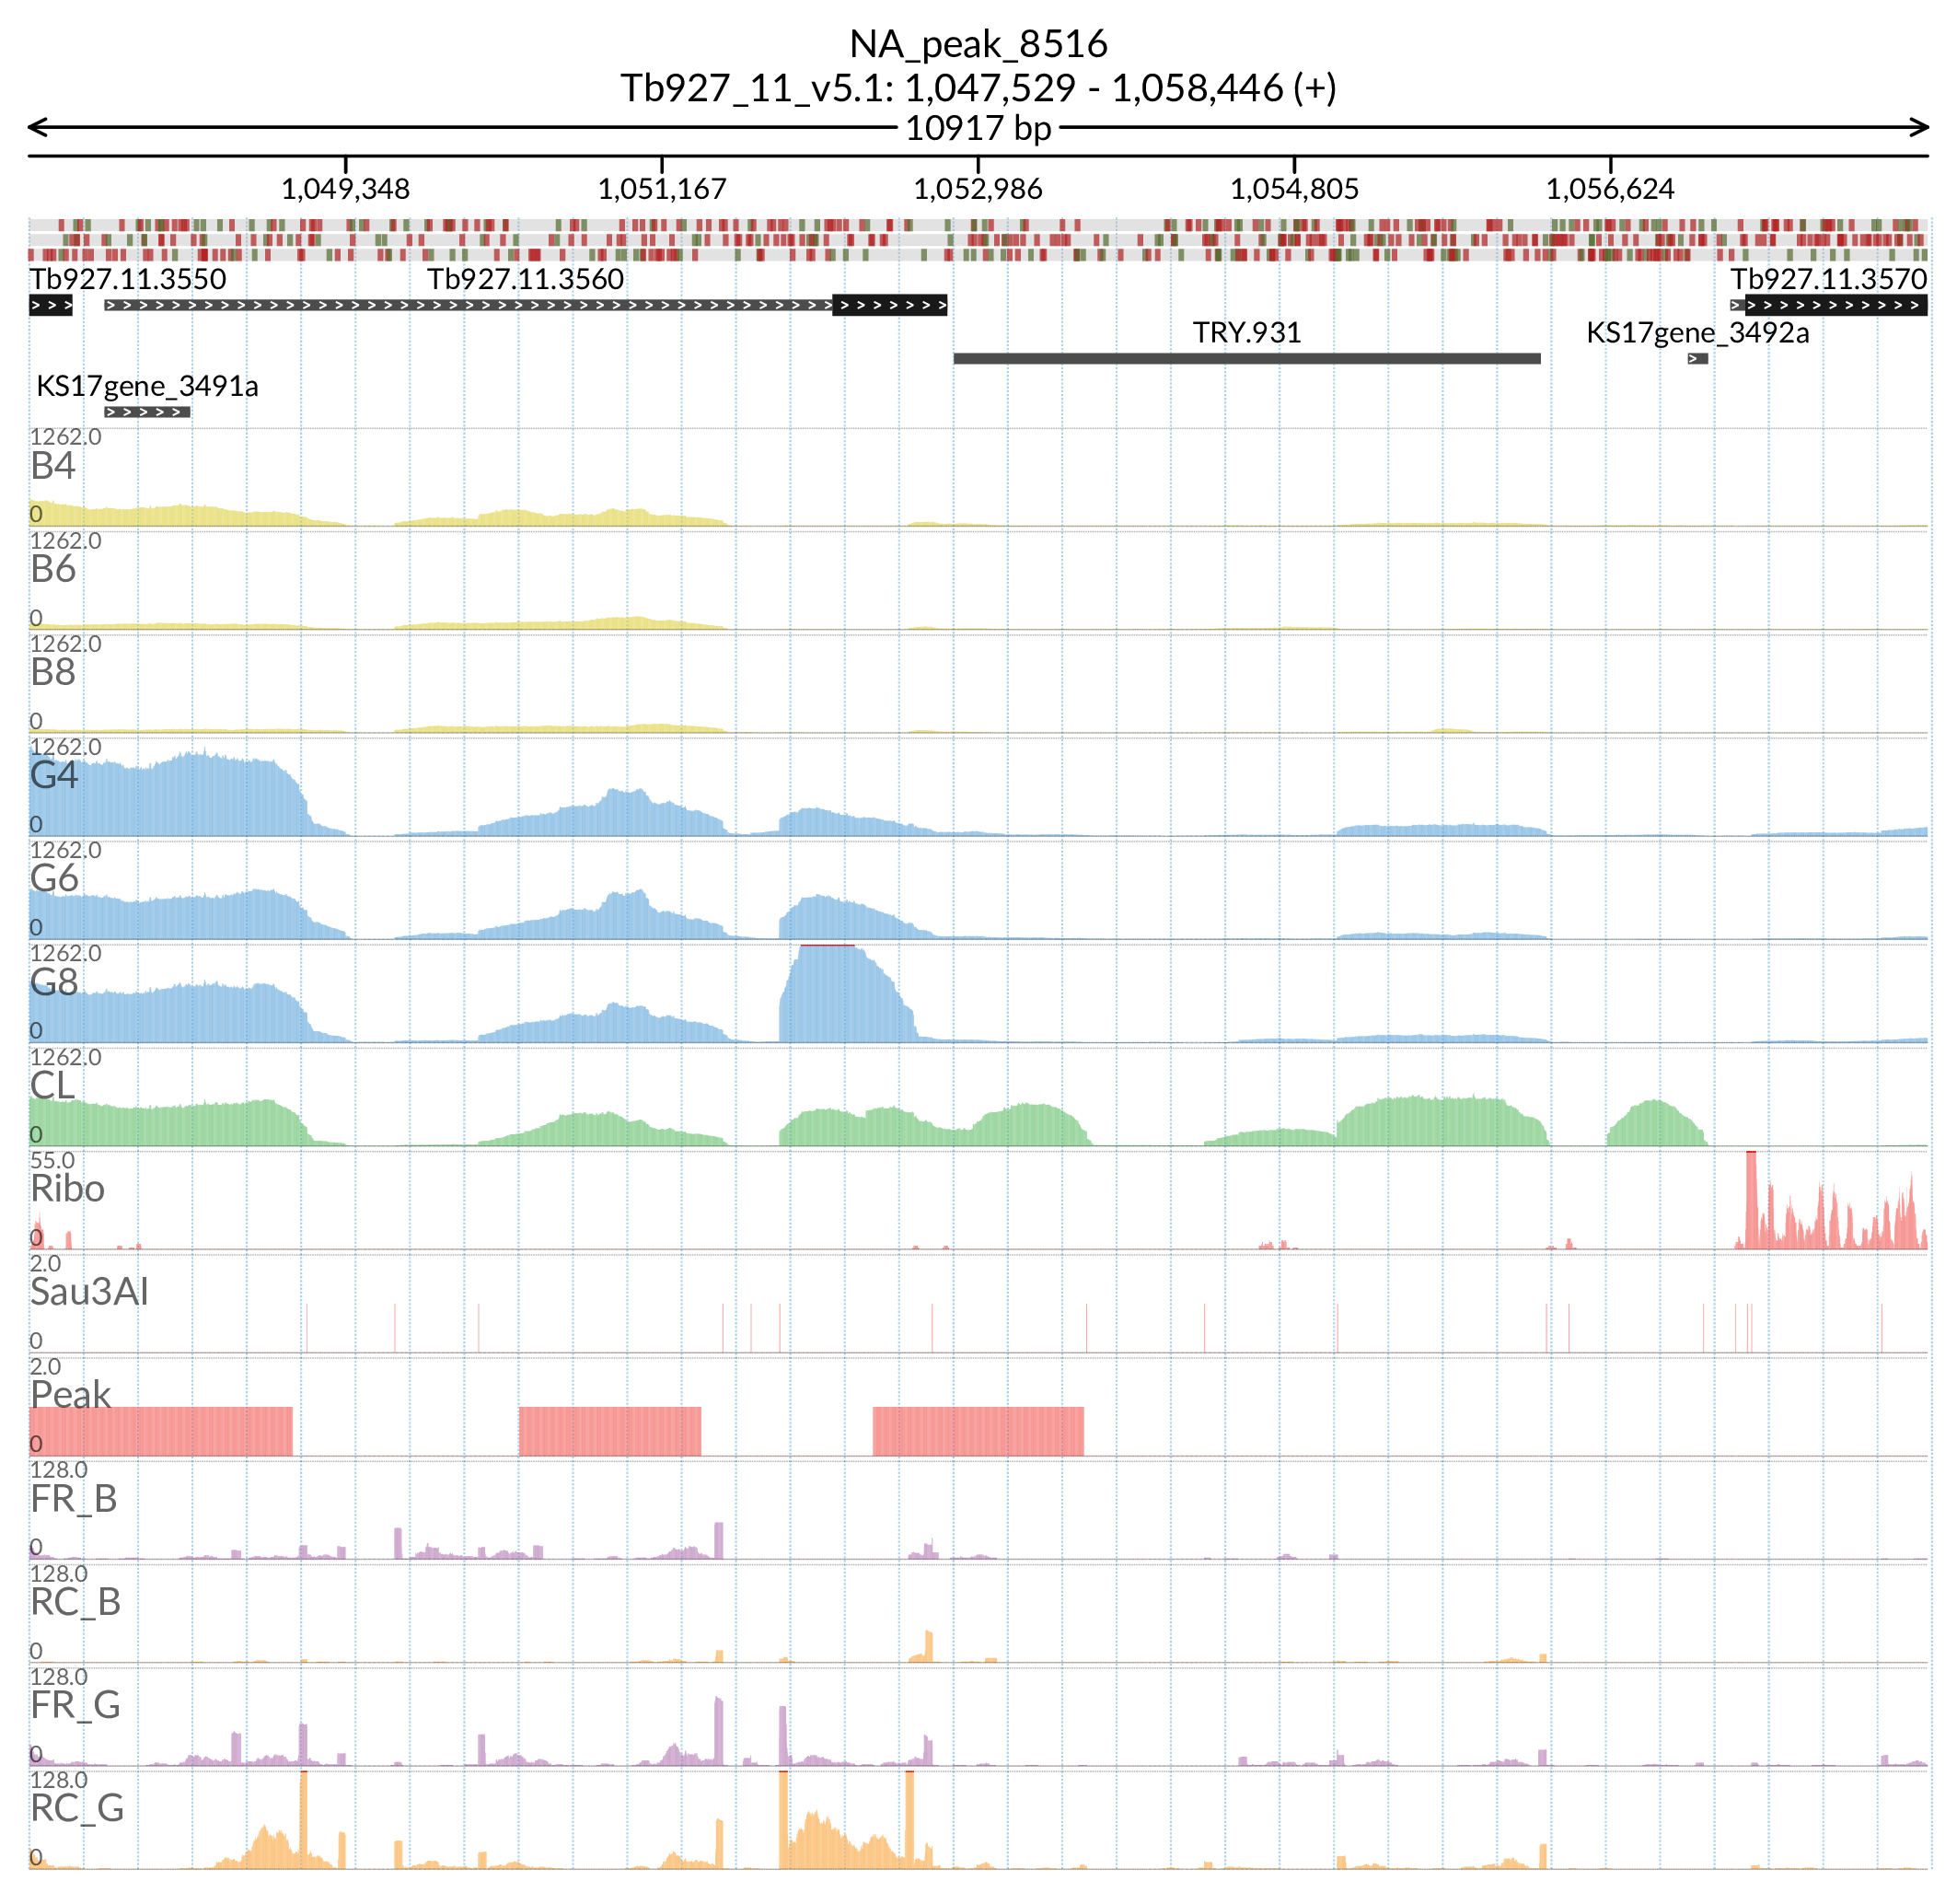 NA_peak_8516
Tb927_11_v5.1: 1,047,529 - 1,058,446 (+)
10917 bp
1,049,348 1,051,167 1,052,986 1,054,805 1,056,624
Tb927.11.3550 Tb927.11.3560 Tb927.11.3570
TRY.931 KS17gene_3492a
KS17gene_3491a
1262.0
B4
0
1262.0
B6
0
1262.0
B8
0
1262.0
G4
0
1262.0
G6
0
1262.0
G8
0
1262.0
CL
0
55.0
Ribo
0
2.0
Sau3AI
0
2.0
Peak
0
128.0
FR_B
0
128.0
RC_B
0
128.0
FR_G
0
128.0
RC_G
0